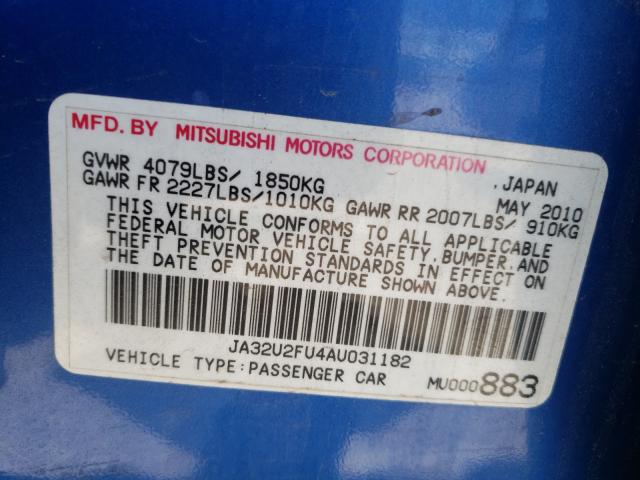 MFD. BY MITSUBISHI MOTORS CORPORATION
,JAPAN
GVWR 4079LBS/ 1850KG MAY 2010
GAWR FR 2227LBS/1010KG GAWR RR 2007LBS/ 910KG
THIS VEHICLE CONFORMS TO ALL APPLICABLE
FEDERAL MOTOR VEHICLE SAFETY,BUMPER,AND
THEFT PREVENTION STANDARDS IN EFFECT ON
THE DATE OF MANUFACTURE SHOWN ABOVE.
JA32U2FU4AU031182
VEHICLE TYPE:PASSENGER CAR MU000883